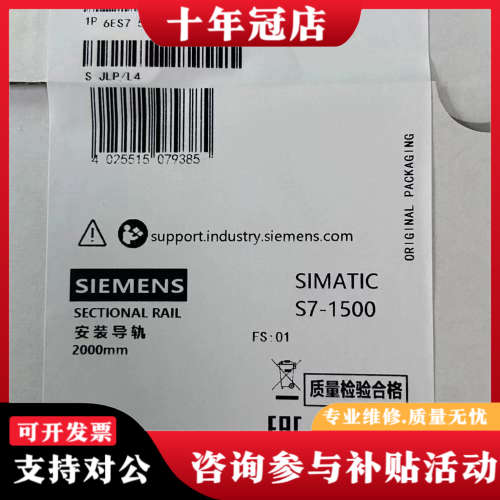 十年冠店
1P 6ES7
S JLP/L4
4 025515 079385
ORIGINAL PACKAGING
support.industry.siemens.com
SIEMENS
SIMATIC
SECTIONAL RAIL
S7-1500
安装导轨
FS:01
2000mm
质量检验合格
EAC
专业维修.质量无忧
可开发票
支持对公
咨询参与补贴活动